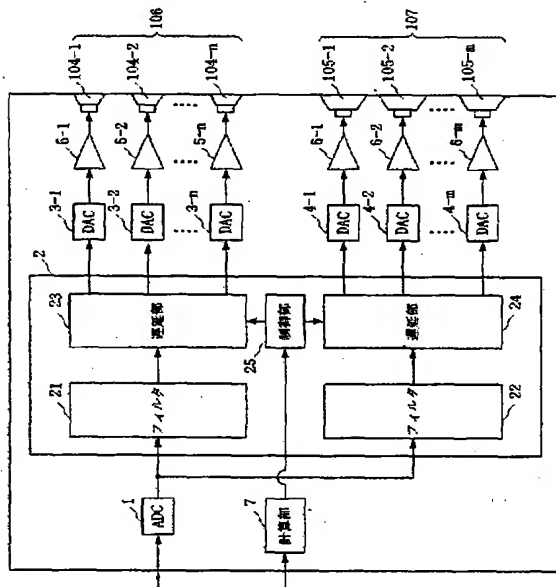 106
104-1
104-2
104-n
6-1
6-2
5-n
3-1
DAC
3-2
DAC
3-n
DAC
107
105-1
105-2
105-m
6-1
6-2
6-m
4-1
DAC
4-2
DAC
4-m
DAC
2
23
遅延部
25
制御部
24
遅延部
21
フィルタ
22
フィルタ
1
ADC
7
計算部